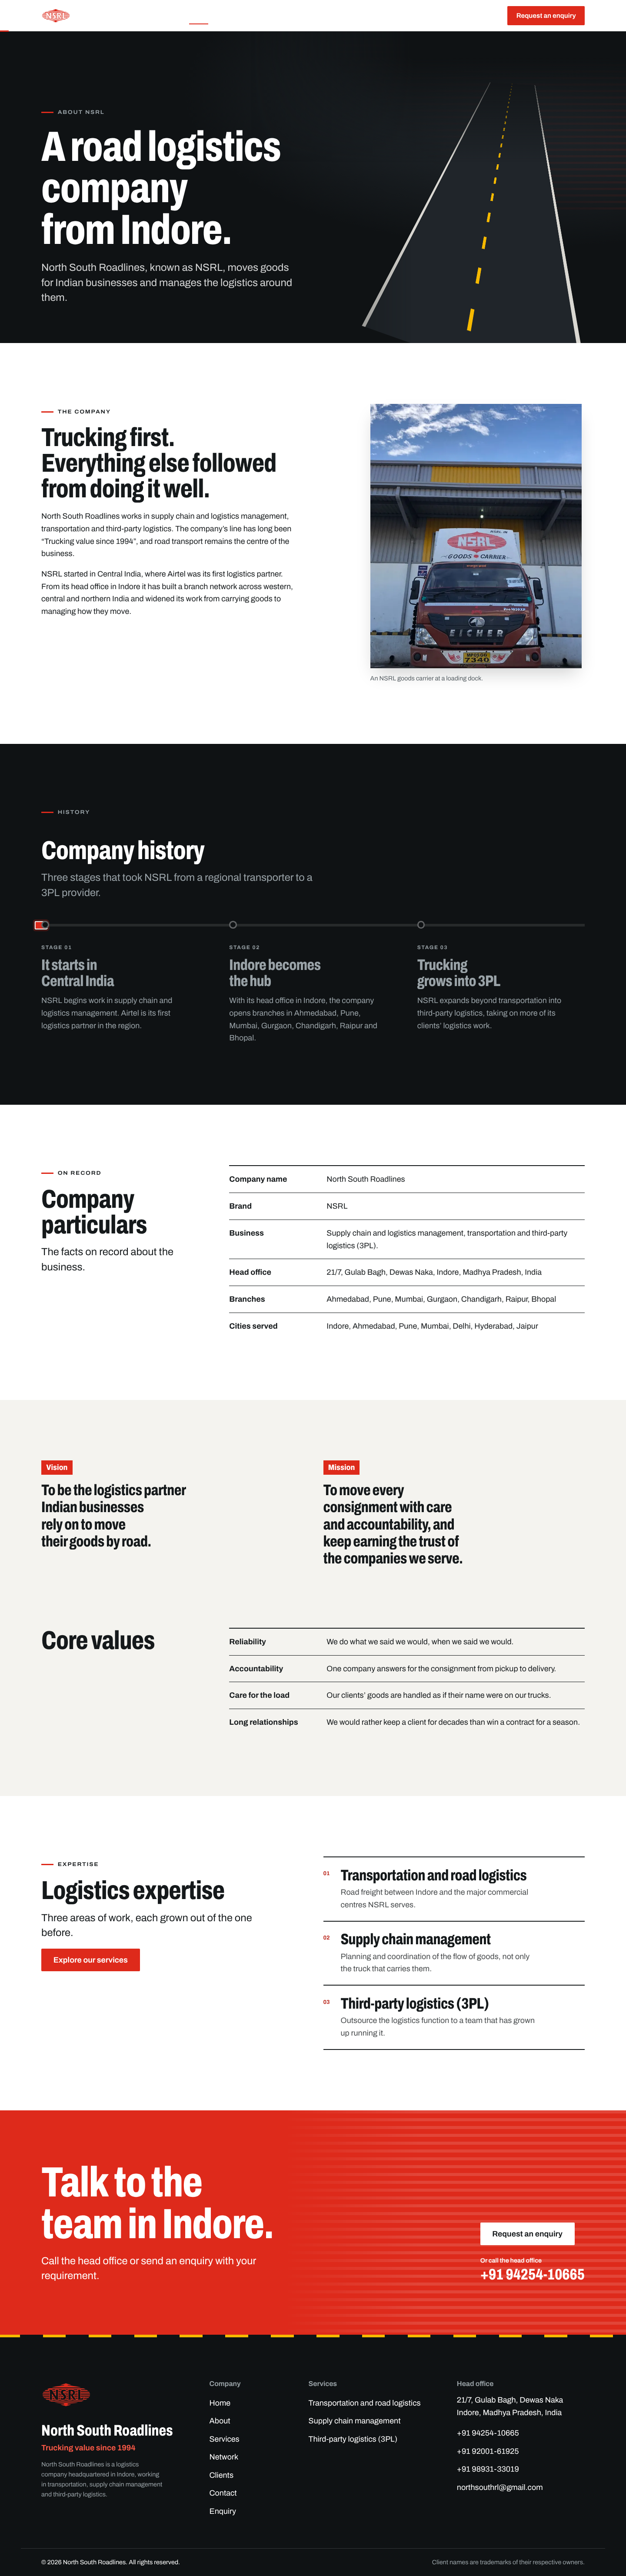 NSRL
Request an enquiry
ABOUT NSRL
A road logistics
company
from Indore.
North South Roadlines, known as NSRL, moves goods
for Indian businesses and manages the logistics around
them.
THE COMPANY
Trucking first.
Everything else followed
from doing it well.
North South Roadlines works in supply chain and logistics management,
transportation and third-party logistics. The company's line has long been
“Trucking value since 1994”, and road transport remains the centre of the
business.
NSRL started in Central India, where Airtel was its first logistics partner.
From its head office in Indore it has built a branch network across western,
central and northern India and widened its work from carrying goods to
managing how they move.
NSRL
GOODS CARRIER
EICHER
7340
An NSRL goods carrier at a loading dock.
HISTORY
Company history
Three stages that took NSRL from a regional transporter to a
3PL provider.
STAGE 01
It starts in
Central India
NSRL begins work in supply chain and
logistics management. Airtel is its first
logistics partner in the region.
STAGE 02
Indore becomes
the hub
With its head office in Indore, the company
opens branches in Ahmedabad, Pune,
Mumbai, Gurgaon, Chandigarh, Raipur and
Bhopal.
STAGE 03
Trucking
grows into 3PL
NSRL expands beyond transportation into
third-party logistics, taking on more of its
clients' logistics work.
ON RECORD
Company
particulars
The facts on record about the
business.
Company name North South Roadlines
Brand NSRL
Business Supply chain and logistics management, transportation and third-party
logistics (3PL).
Head office 21/7, Gulab Bagh, Dewas Naka, Indore, Madhya Pradesh, India
Branches Ahmedabad, Pune, Mumbai, Gurgaon, Chandigarh, Raipur, Bhopal
Cities served Indore, Ahmedabad, Pune, Mumbai, Delhi, Hyderabad, Jaipur
Vision
To be the logistics partner
Indian businesses
rely on to move
their goods by road.
Mission
To move every
consignment with care
and accountability, and
keep earning the trust of
the companies we serve.
Core values
Reliability We do what we said we would, when we said we would.
Accountability One company answers for the consignment from pickup to delivery.
Care for the load Our clients' goods are handled as if their name were on our trucks.
Long relationships We would rather keep a client for decades than win a contract for a season.
EXPERTISE
Logistics expertise
Three areas of work, each grown out of the one
before.
Explore our services
01 Transportation and road logistics
Road freight between Indore and the major commercial
centres NSRL serves.
02 Supply chain management
Planning and coordination of the flow of goods, not only
the truck that carries them.
03 Third-party logistics (3PL)
Outsource the logistics function to a team that has grown
up running it.
Talk to the
team in Indore.
Call the head office or send an enquiry with your
requirement.
Request an enquiry
Or call the head office
+91 94254-10665
NSRL
North South Roadlines
Trucking value since 1994
North South Roadlines is a logistics
company headquartered in Indore, working
in transportation, supply chain management
and third-party logistics.
Company
Home
About
Services
Network
Clients
Contact
Enquiry
Services
Transportation and road logistics
Supply chain management
Third-party logistics (3PL)
Head office
21/7, Gulab Bagh, Dewas Naka
Indore, Madhya Pradesh, India
+91 94254-10665
+91 92001-61925
+91 98931-33019
northsouthrl@gmail.com
© 2026 North South Roadlines. All rights reserved.
Client names are trademarks of their respective owners.